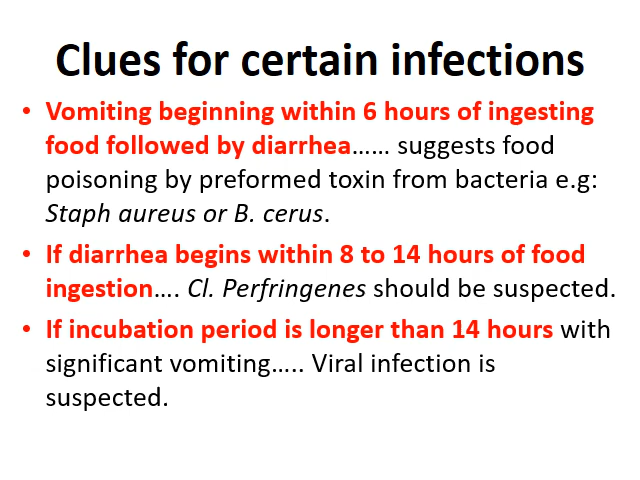 Clues for certain infections
• Vomiting beginning within 6 hours of ingesting
food followed by diarrhea…… suggests food
poisoning by preformed toxin from bacteria e.g:
Staph aureus or B. cerus.
• If diarrhea begins within 8 to 14 hours of food
ingestion…. Cl. Perfringenes should be suspected.
• If incubation period is longer than 14 hours with
significant vomiting….. Viral infection is
suspected.